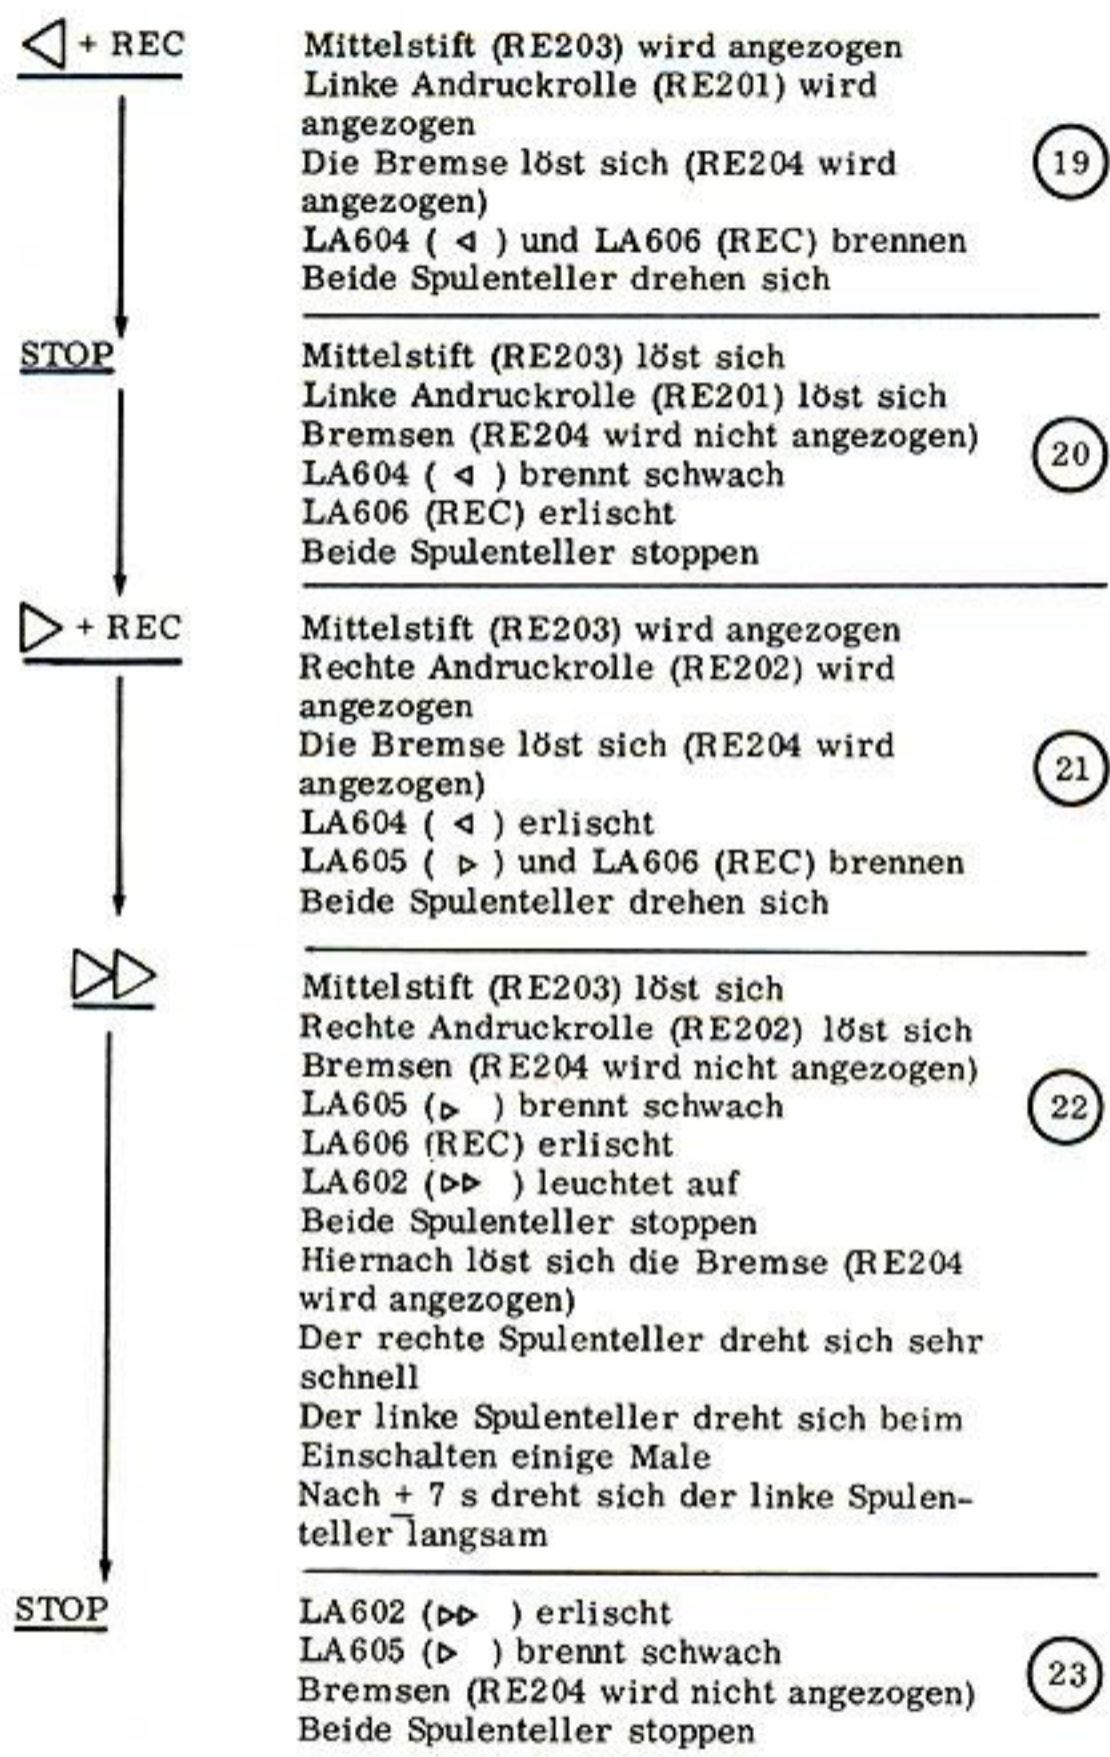 ◁ + REC
Mittelstift (RE203) wird angezogen
Linke Andruckrolle (RE201) wird
angezogen
Die Bremse löst sich (RE204 wird
angezogen)
LA604 ( ◁ ) und LA606 (REC) brennen
Beide Spulenteller drehen sich
19
STOP
Mittelstift (RE203) löst sich
Linke Andruckrolle (RE201) löst sich
Bremsen (RE204 wird nicht angezogen)
LA604 ( ◁ ) brennt schwach
LA606 (REC) erlischt
Beide Spulenteller stoppen
20
▷ + REC
Mittelstift (RE203) wird angezogen
Rechte Andruckrolle (RE202) wird
angezogen
Die Bremse löst sich (RE204 wird
angezogen)
LA604 ( ◁ ) erlischt
LA605 ( ▷ ) und LA606 (REC) brennen
Beide Spulenteller drehen sich
21
▷▷
Mittelstift (RE203) löst sich
Rechte Andruckrolle (RE202) löst sich
Bremsen (RE204 wird nicht angezogen)
LA605 (▷ ) brennt schwach
LA606 (REC) erlischt
LA602 (▷▷ ) leuchtet auf
Beide Spulenteller stoppen
Hiernach löst sich die Bremse (RE204
wird angezogen)
Der rechte Spulenteller dreht sich sehr
schnell
Der linke Spulenteller dreht sich beim
Einschalten einige Male
Nach ± 7 s dreht sich der linke Spulen-
teller langsam
22
STOP
LA602 (▷▷ ) erlischt
LA605 (▷ ) brennt schwach
Bremsen (RE204 wird nicht angezogen)
Beide Spulenteller stoppen
23